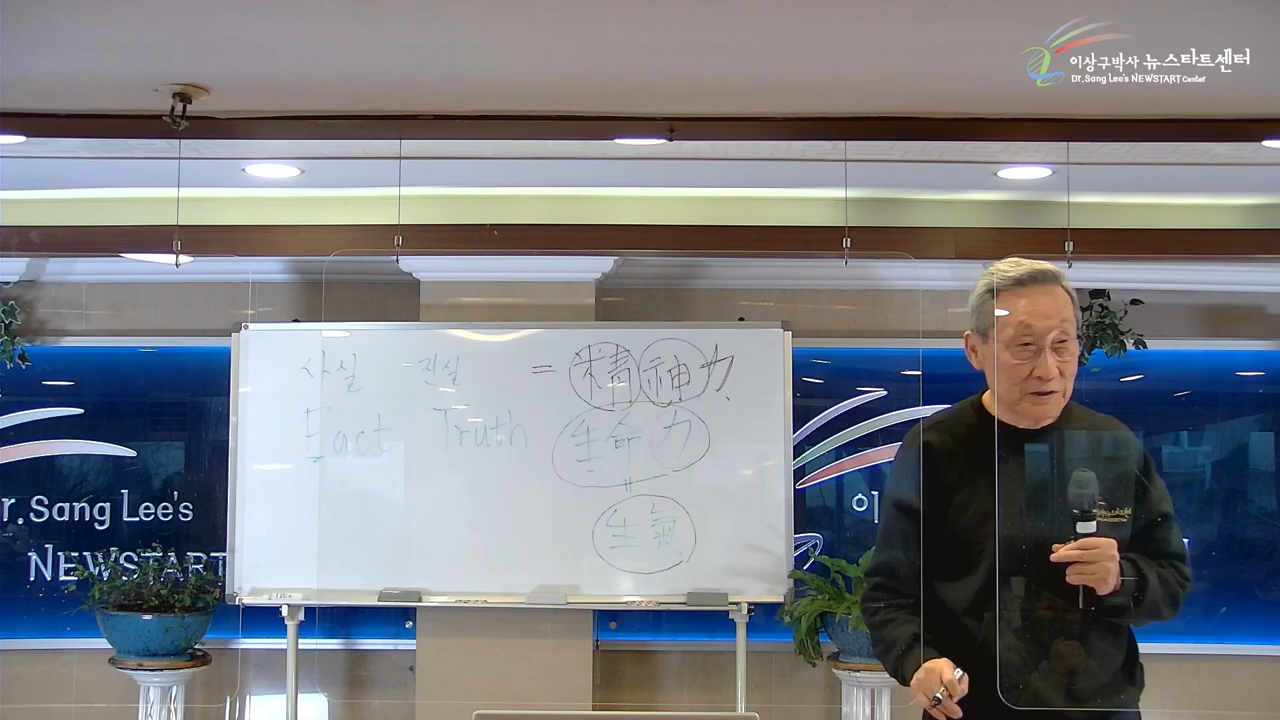 이상구박사 뉴스타트센터
Dr. Sang Lee's NEWSTART Center
사실 진실 = 精神力
Fact Truth 生命力
"
生氣
r. Sang Lee's
NEWSTART
이